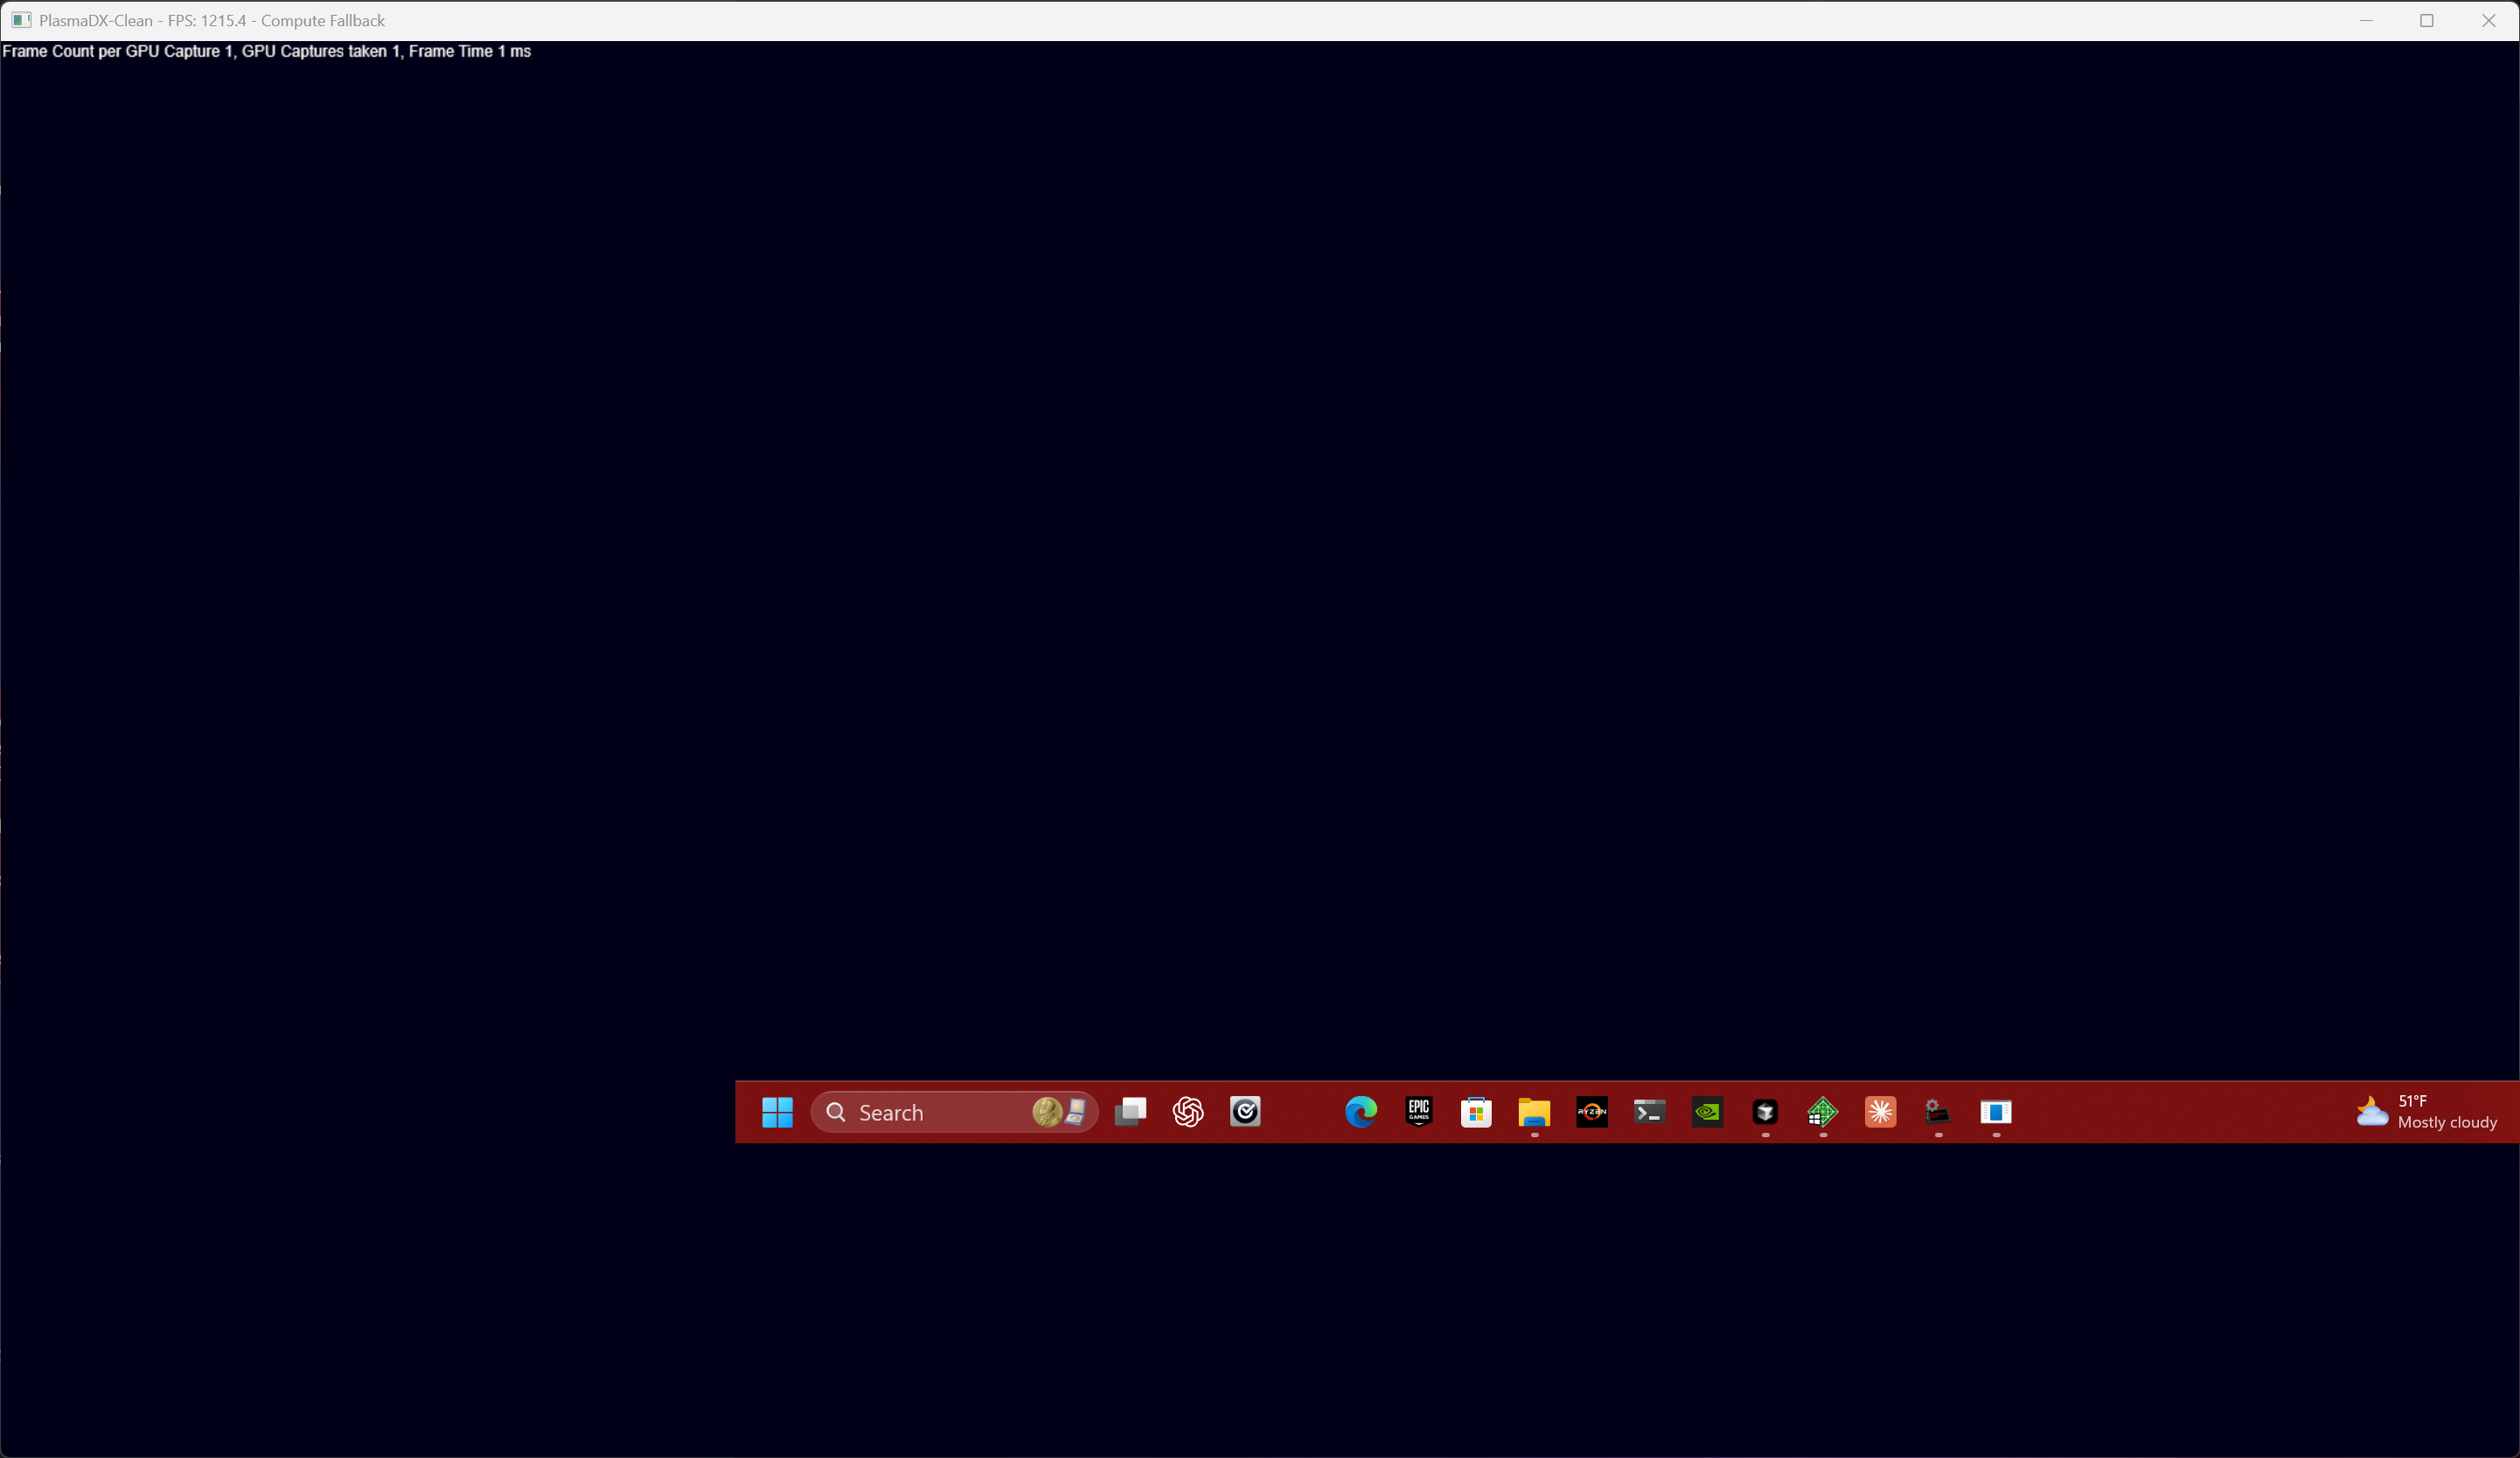 PlasmaDX-Clean - FPS: 1215.4 - Compute Fallback
Frame Count per GPU Capture 1, GPU Captures taken 1, Frame Time 1 ms
Search
EPIC
GAMES
RYZEN
51°F
Mostly cloudy